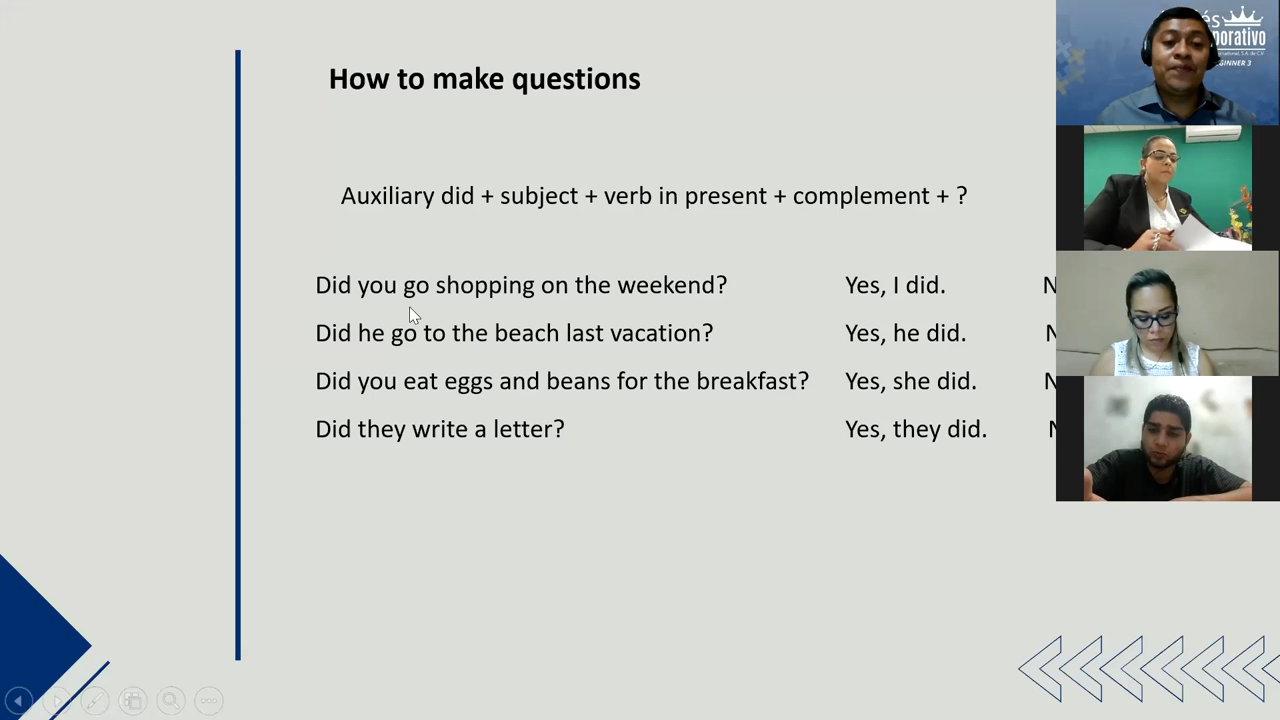 How to make questions
Auxiliary did + subject + verb in present + complement + ?
Did you go shopping on the weekend? Yes, I did. N
Did he go to the beach last vacation? Yes, he did. N
Did you eat eggs and beans for the breakfast? Yes, she did. N
Did they write a letter? Yes, they did. N